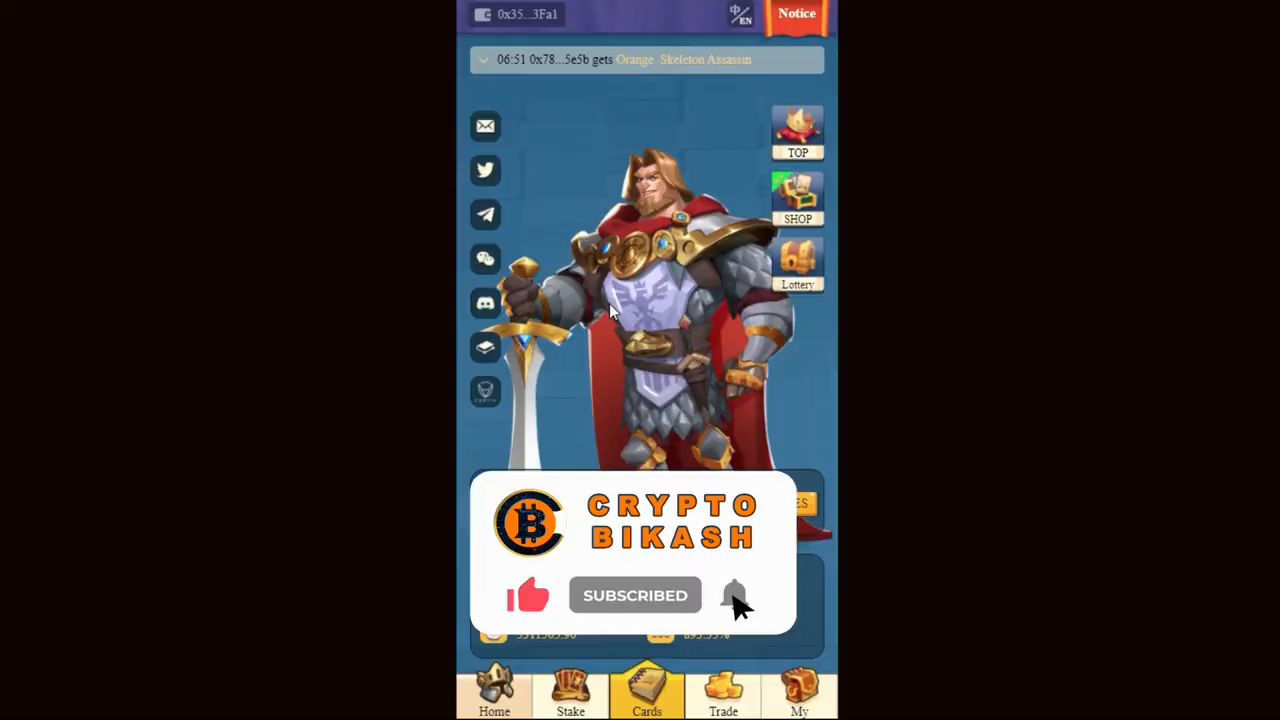 0x35...3Fa1
中/EN
Notice
06:51 0x78...5e5b gets Orange Skeleton Assassin
TOP
SHOP
Lottery
CRYPTO
BIKASH
SUBSCRIBED
Home
Stake
Cards
Trade
My